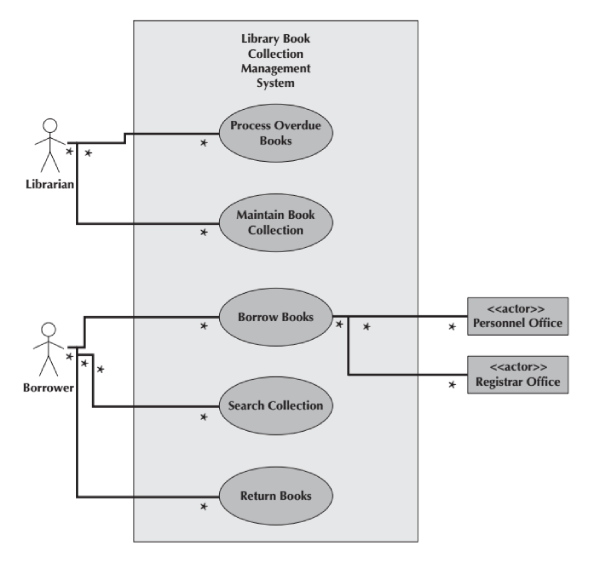 Library Book
Collection
Management
System
Process Overdue
Books
*
*
*
Librarian
Maintain Book
Collection
*
Borrow Books
*
*
*
*
<<actor>>
Personnel Office
*
*
*
Borrower
<<actor>>
Registrar Office
*
Search Collection
*
Return Books
*